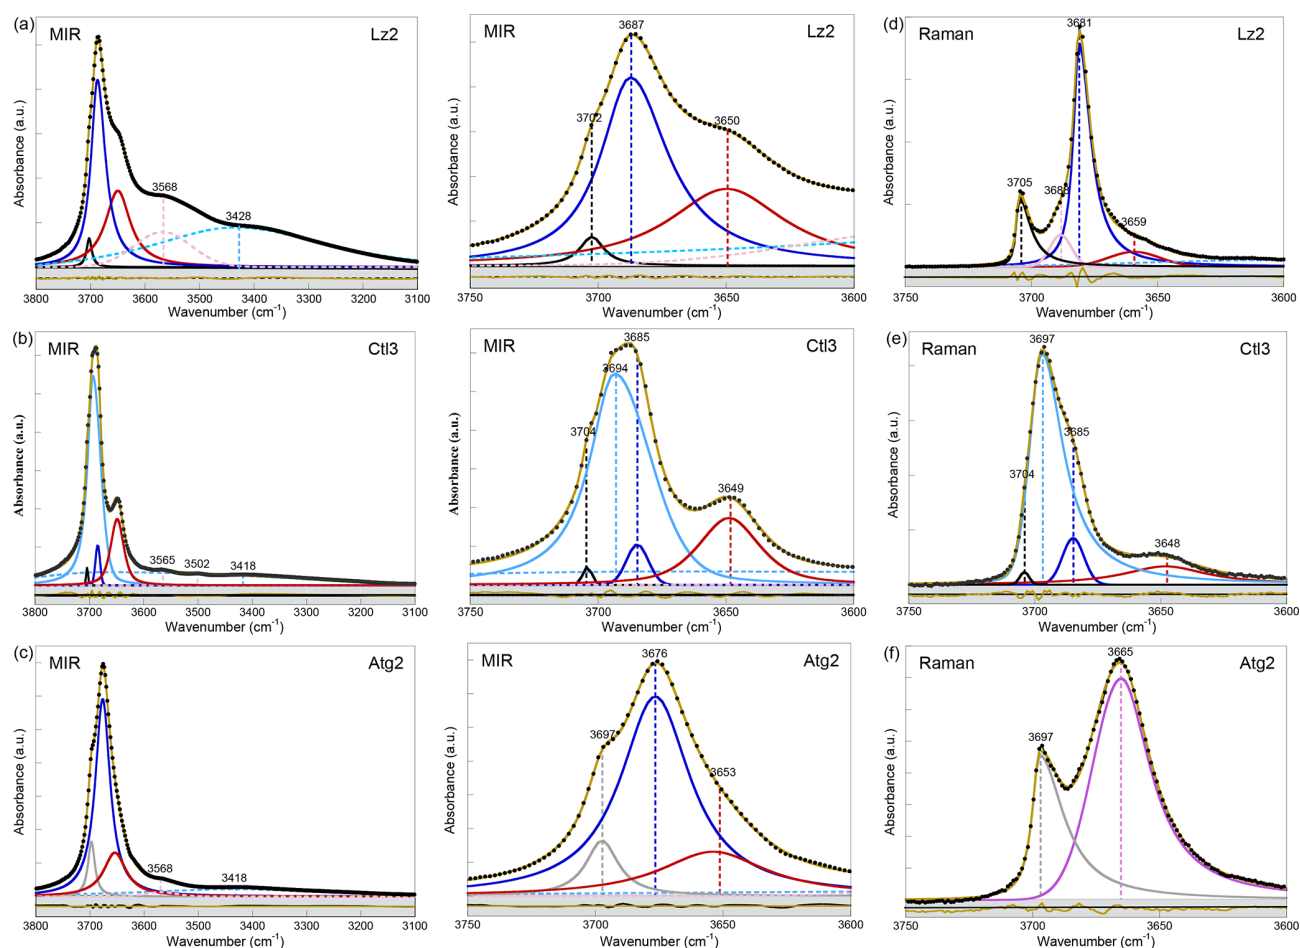 (a)
MIR
Lz2
3568
3428
Absorbance (a.u.)
3800 3700 3600 3500 3400 3300 3200 3100
Wavenumber (cm-1)
MIR
Lz2
3687
3702
3650
Absorbance (a.u.)
3750 3700 3650 3600
Wavenumber (cm-1)
(d)
Raman
Lz2
3681
3705
3659
Absorbance (a.u.)
3750 3700 3650 3600
Wavenumber (cm-1)
(b)
MIR
Ctl3
3565
3502
3418
Absorbance (a.u.)
3800 3700 3600 3500 3400 3300 3200 3100
Wavenumber (cm-1)
MIR
Ctl3
3685
3694
3704
3649
Absorbance (a.u.)
3750 3700 3650 3600
Wavenumber (cm-1)
(e)
Raman
Ctl3
3697
3685
3704
3648
Absorbance (a.u.)
3750 3700 3650 3600
Wavenumber (cm-1)
(c)
MIR
Atg2
3568
3418
Absorbance (a.u.)
3800 3700 3600 3500 3400 3300 3200 3100
Wavenumber (cm-1)
MIR
Atg2
3676
3697
3653
Absorbance (a.u.)
3750 3700 3650 3600
Wavenumber (cm-1)
(f)
Raman
Atg2
3665
3697
Absorbance (a.u.)
3750 3700 3650 3600
Wavenumber (cm-1)